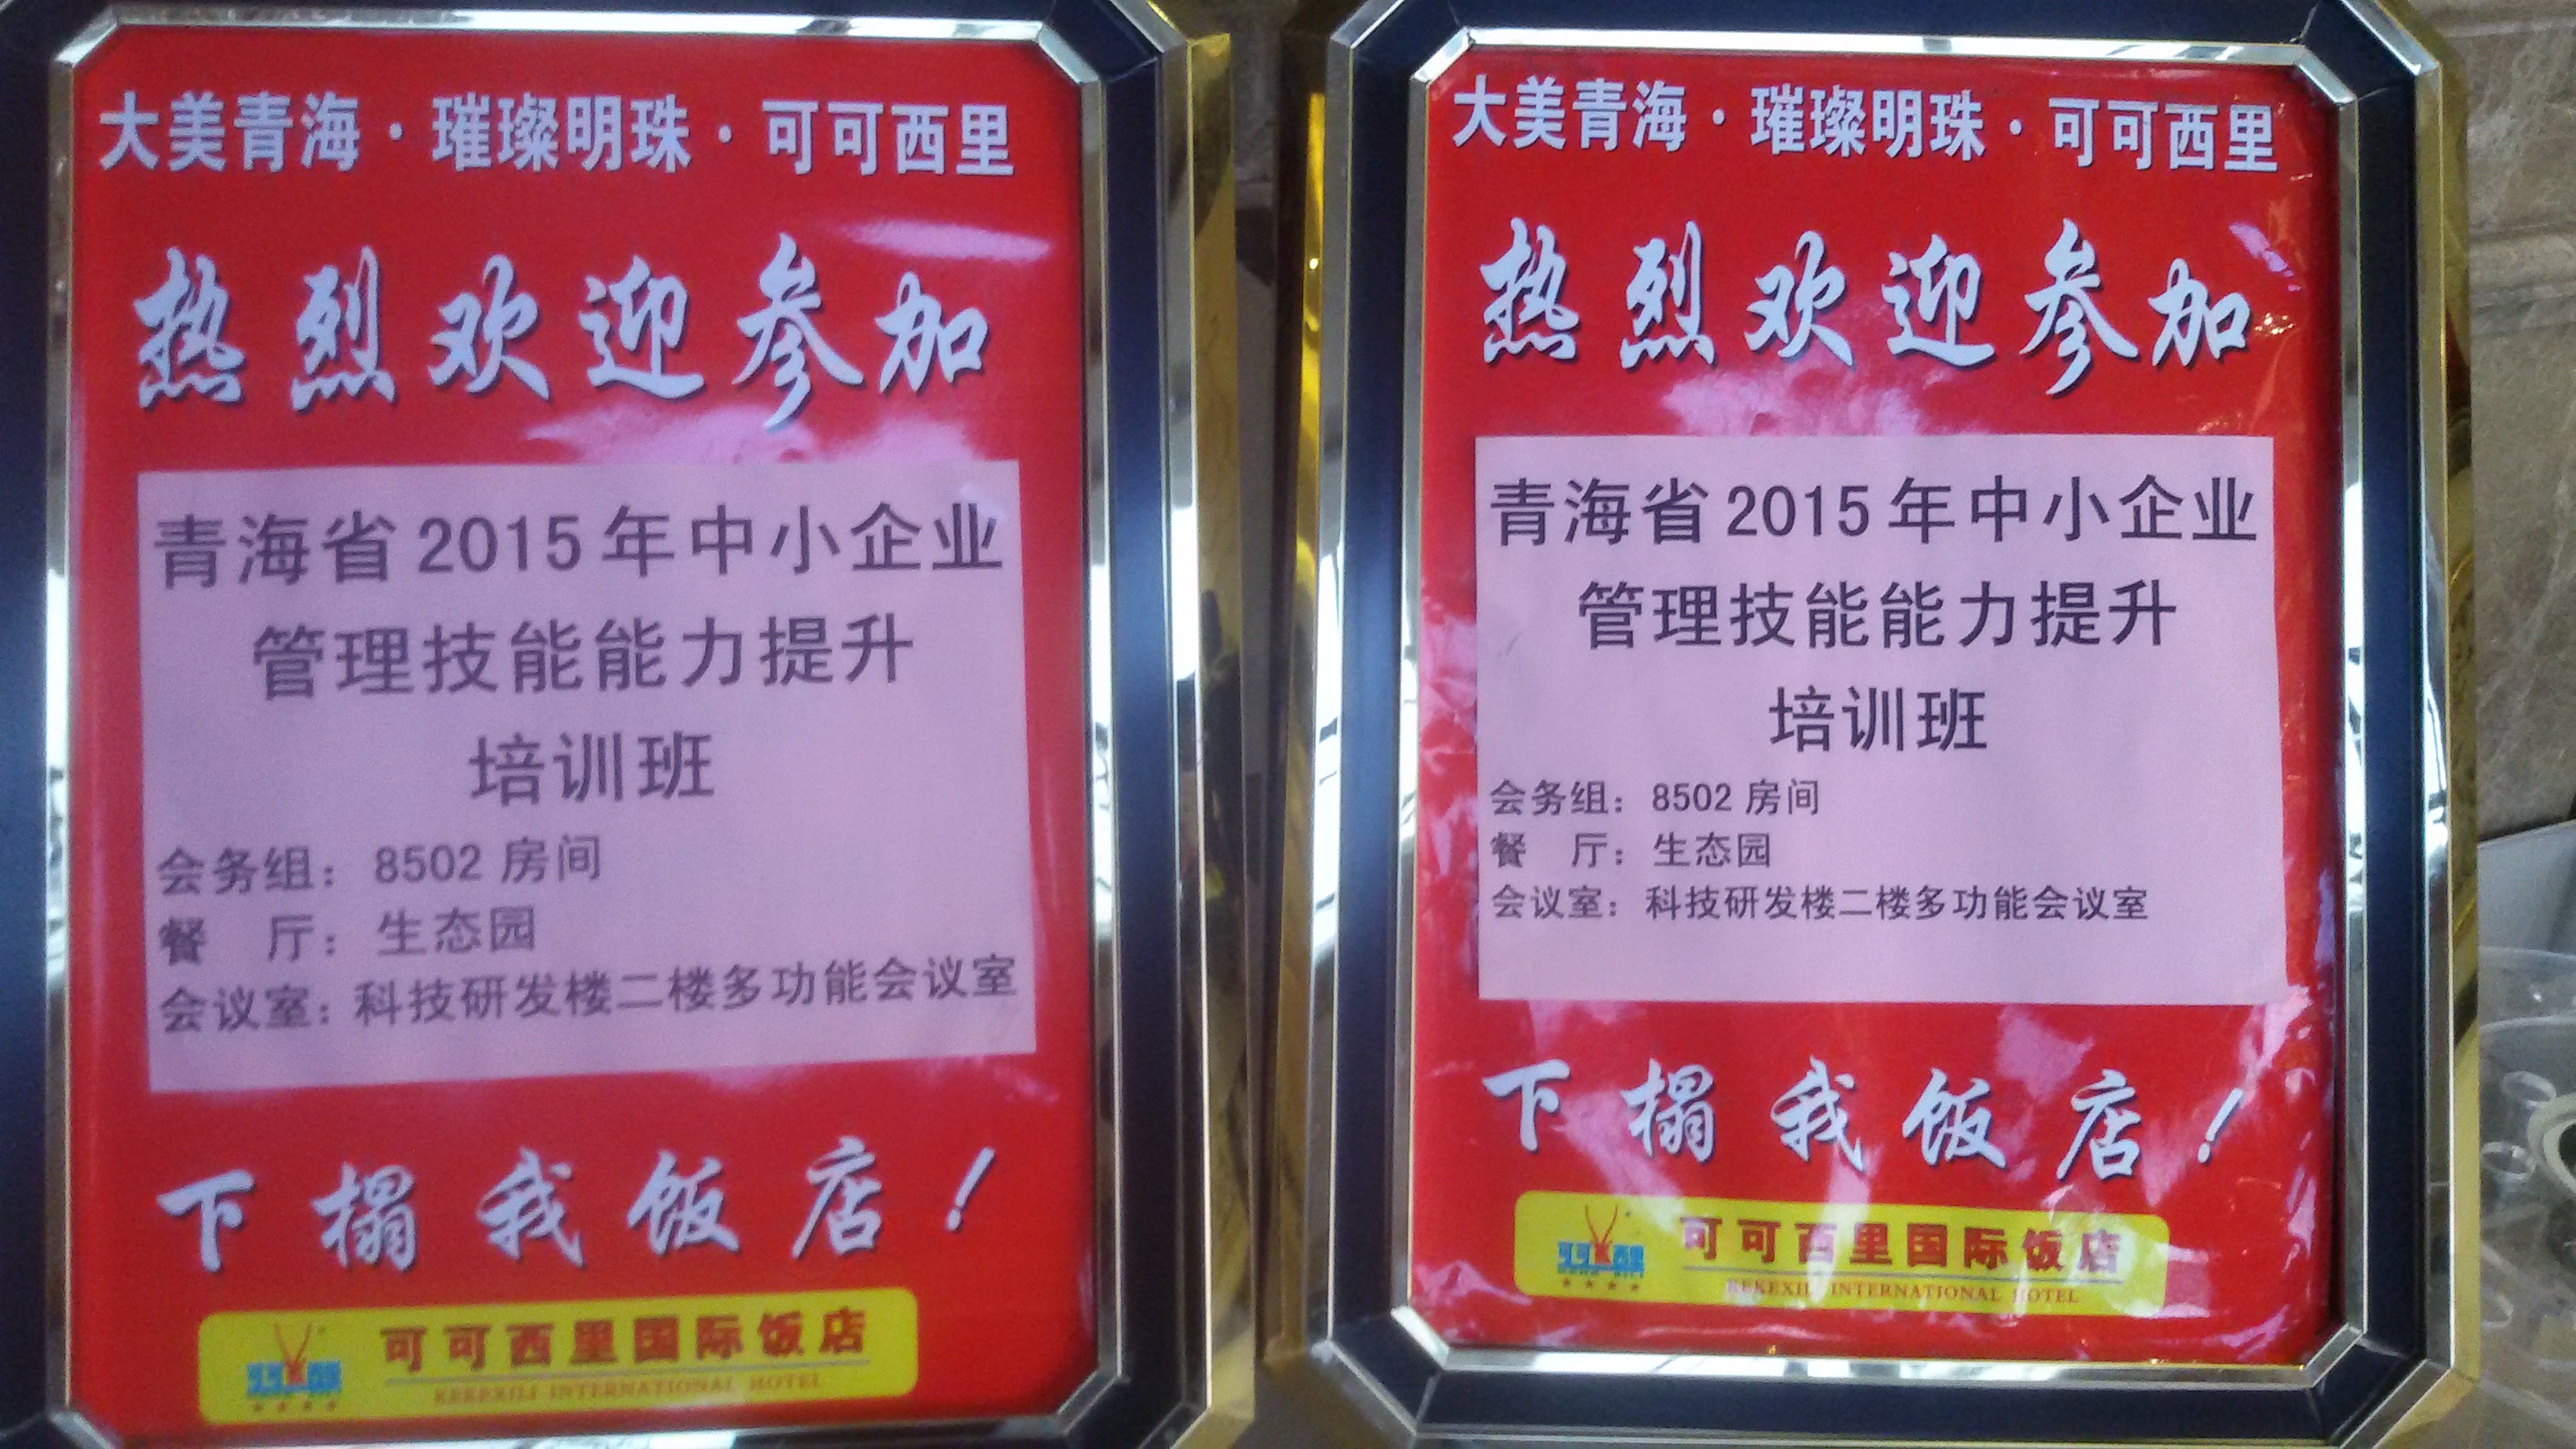 大美青海·璀璨明珠·可可西里
热烈欢迎参加
青海省2015年中小企业
管理技能能力提升
培训班
会务组：8502房间
餐　厅：生态园
会议室：科技研发楼二楼多功能会议室
下榻我饭店！
可可西里国际饭店
KEKEXILI INTERNATIONAL HOTEL
大美青海·璀璨明珠·可可西里
热烈欢迎参加
青海省2015年中小企业
管理技能能力提升
培训班
会务组：8502房间
餐　厅：生态园
会议室：科技研发楼二楼多功能会议室
下榻我饭店！
可可西里国际饭店
KEKEXILI INTERNATIONAL HOTEL